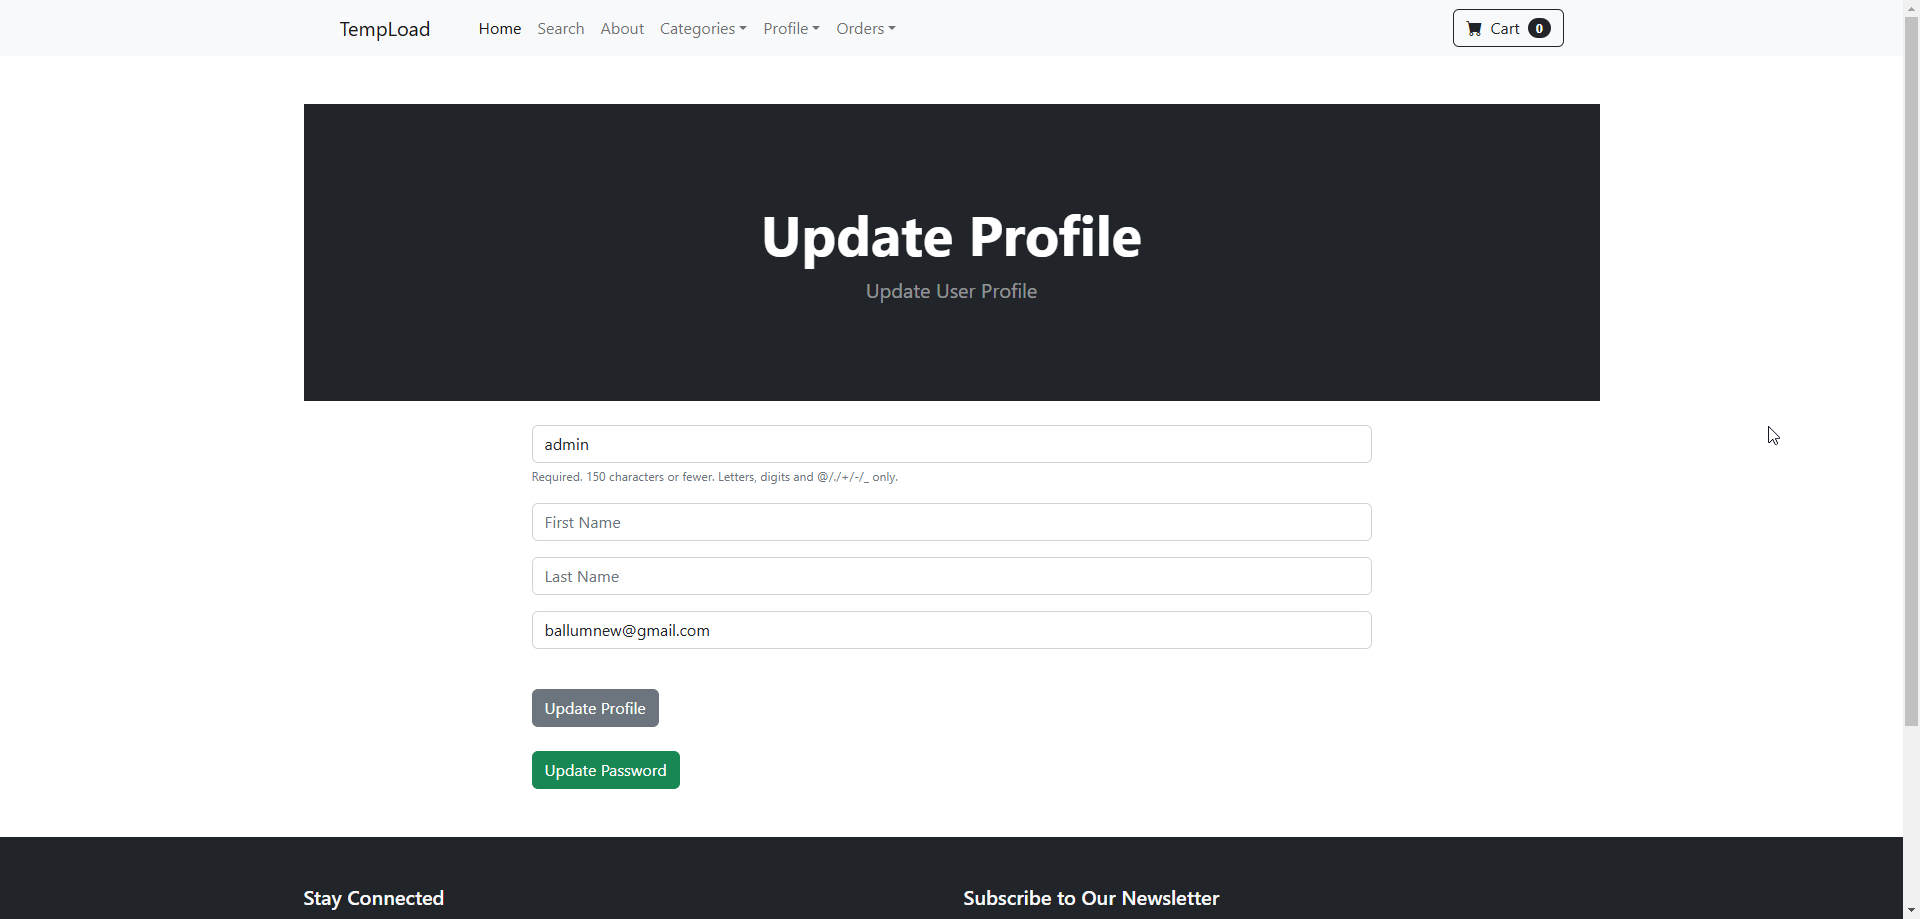 TempLoad Home Search About Categories Profile Orders Cart 0
Update Profile
Update User Profile
admin
Required. 150 characters or fewer. Letters, digits and @/./+/-/_ only.
First Name
Last Name
ballumnew@gmail.com
Update Profile
Update Password
Stay Connected Subscribe to Our Newsletter